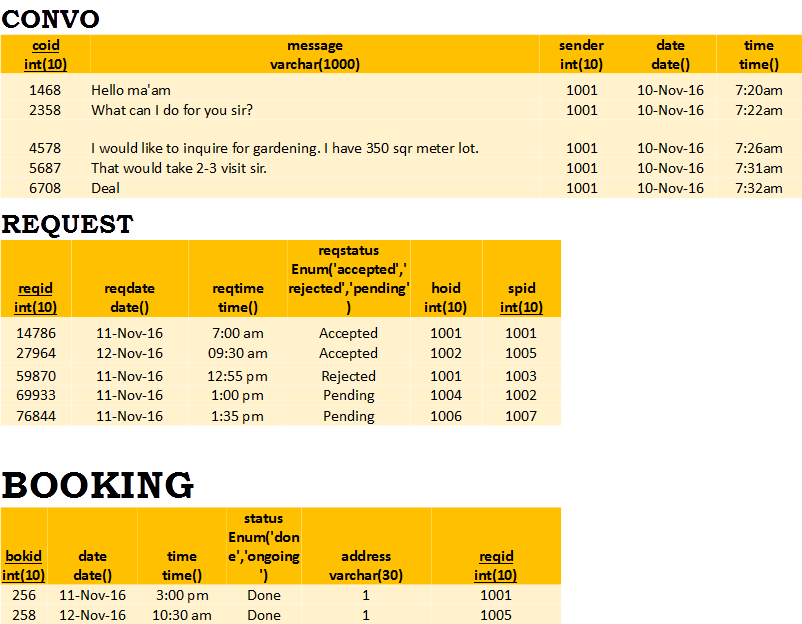 CONVO
coid message sender date time
int(10) varchar(1000) int(10) date() time()
1468 Hello ma'am 1001 10-Nov-16 7:20am
2358 What can I do for you sir? 1001 10-Nov-16 7:22am
4578 I would like to inquire for gardening. I have 350 sqr meter lot. 1001 10-Nov-16 7:26am
5687 That would take 2-3 visit sir. 1001 10-Nov-16 7:31am
6708 Deal 1001 10-Nov-16 7:32am
REQUEST
reqstatus
Enum('accepted','
reqid reqdate reqtime rejected','pending' hoid spid
int(10) date() time() ) int(10) int(10)
14786 11-Nov-16 7:00 am Accepted 1001 1001
27964 12-Nov-16 09:30 am Accepted 1002 1005
59870 11-Nov-16 12:55 pm Rejected 1001 1003
69933 11-Nov-16 1:00 pm Pending 1004 1002
76844 11-Nov-16 1:35 pm Pending 1006 1007
BOOKING
status
Enum('don
bokid date time e','ongoing address reqid
int(10) date() time() ') varchar(30) int(10)
256 11-Nov-16 3:00 pm Done 1 1001
258 12-Nov-16 10:30 am Done 1 1005